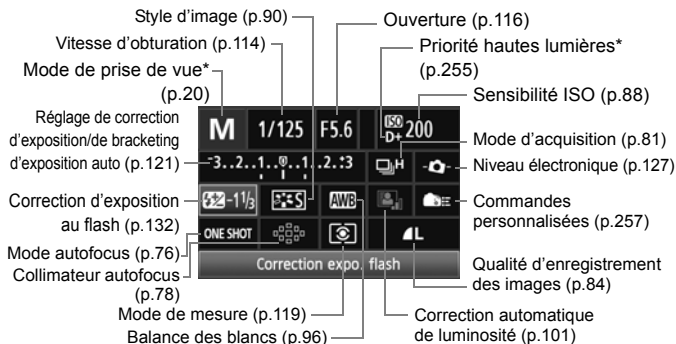 Style d'image (p.90)
Ouverture (p.116)
Vitesse d'obturation (p.114)
Priorité hautes lumières*
(p.255)
Mode de prise de vue*
(p.20)
Sensibilité ISO (p.88)
Réglage de correction
d'exposition/de bracketing
d'exposition auto (p.121)
Mode d'acquisition (p.81)
Niveau électronique (p.127)
Correction d'exposition
au flash (p.132)
Commandes
personnalisées (p.257)
Mode autofocus (p.76)
Collimateur autofocus
(p.78)
Qualité d'enregistrement
des images (p.84)
Mode de mesure (p.119)
Correction automatique
de luminosité (p.101)
Balance des blancs (p.96)
M 1/125 F5.6 ISO D+ 200
-3..2..1..0..1..2.:3 H
-1 1/3 S AWB
ONE SHOT L
Correction expo. flash